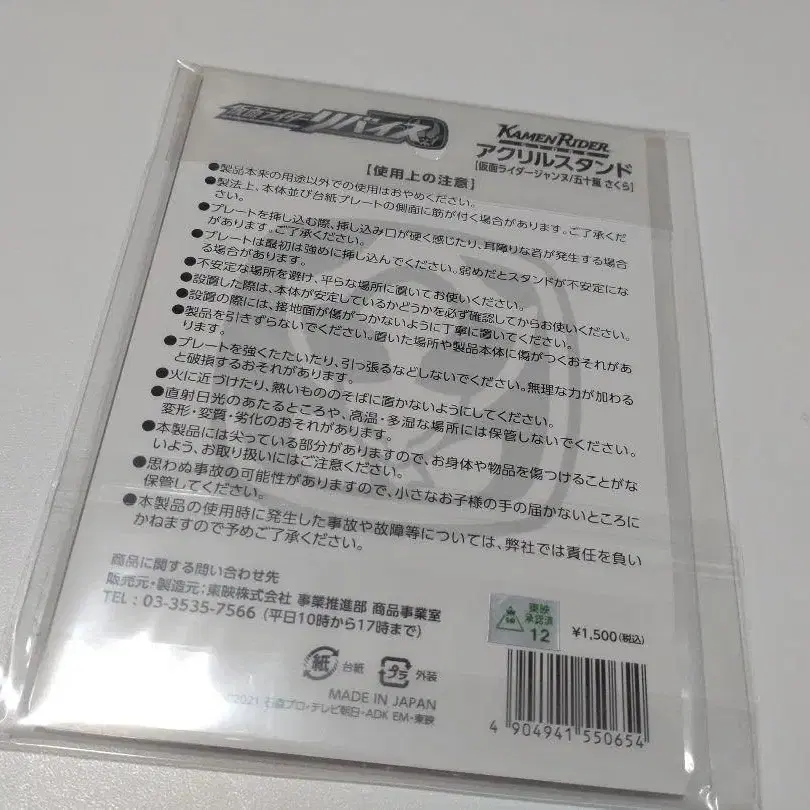 仮面ライダーリバイス
KAMEN RIDER
アクリルスタンド
[仮面ライダージャンヌ/五十嵐 さくら]
【使用上の注意】
●製品本来の用途以外での使用はおやめください。
●製法上、本体並び台紙プレートの側面に筋が付く場合があります。ご了承くだ
さい。
●プレートを挿し込む際、挿し込み口が硬く感じたり、耳障りな音が発生する場合
があります。ご了承ください。
●プレートは最初は強めに挿し込んでください。弱めだとスタンドが不安定にな
る場合があります。
●不安定な場所を避け、平らな場所に置いてお使いください。
●設置した際は、本体が安定しているかどうかを必ず確認してからお使いください。
●設置の際には、接地面が傷がつかないように丁寧に置いてください。
●製品を引きずらないでください。置いた場所や製品本体に傷がつくおそれがあ
ります。
●プレートを強くたたいたり、引っ張るなどしないでください。無理な力が加わる
と破損するおそれがあります。
●火に近づけたり、熱いもののそばに置かないようにしてください。
●直射日光のあたるところや、高温・多湿な場所には保管しないでください。
変形・変質・劣化のおそれがあります。
●本製品には尖っている部分がありますので、お身体や物品を傷つけることがな
いよう、お取り扱いにはご注意ください。
●思わぬ事故の可能性がありますので、小さなお子様の手の届かないところに
保管してください。
●本製品の使用時に発生した事故や故障等については、弊社では責任を負い
かねますので予めご了承ください。
商品に関する問い合わせ先
販売元・製造元：東映株式会社 事業推進部 商品事業室
TEL：03-3535-7566 (平日10時から17時まで)
東映
承認済
12
¥1,500(税込)
紙 台紙 プラ 外装
MADE IN JAPAN
©2021 石森プロ・テレビ朝日・ADK EM・東映
4 904941 550654